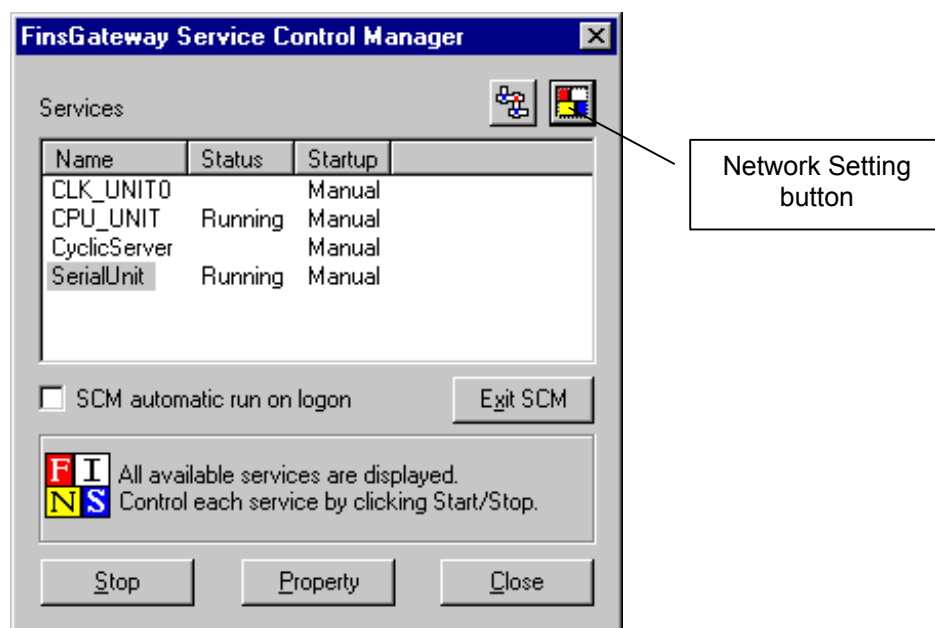 FinsGateway Service Control Manager
Services
Name Status Startup
CLK_UNIT0 Manual
CPU_UNIT Running Manual
CyclicServer Manual
SerialUnit Running Manual
Network Setting
button
SCM automatic run on logon
Exit SCM
F I
N S
All available services are displayed.
Control each service by clicking Start/Stop.
Stop Property Close